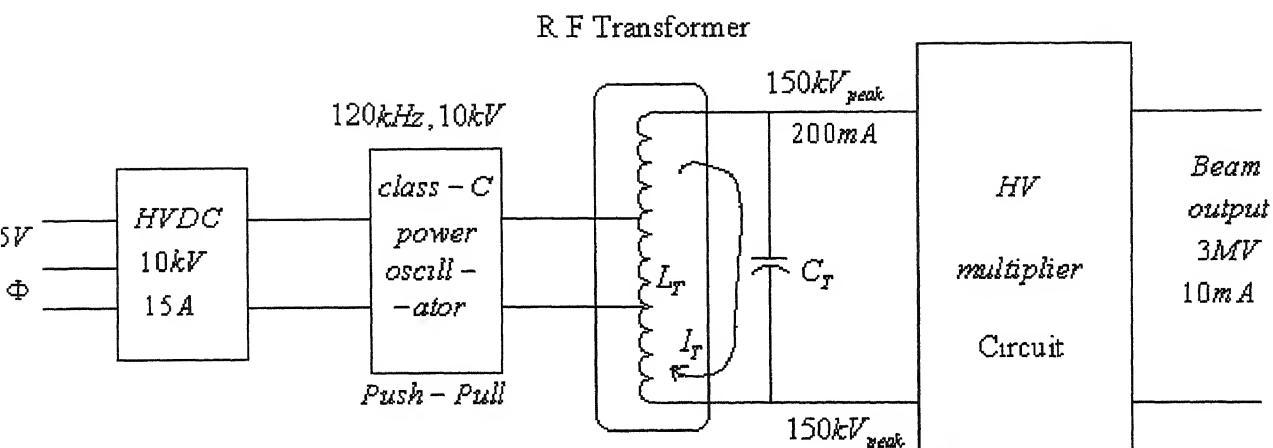 R F Transformer
120kHz, 10kV
5V
Φ
HVDC
10kV
15A
class – C
power
oscill –
–ator
Push – Pull
L_T
I_T
C_T
150kV_peak
200mA
150kV_peak
HV
multiplier
Circuit
Beam
output
3MV
10mA